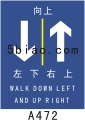 向上
5biao.com
左下右上
WALK DOWN LEFT
AND UP RIGHT
A472